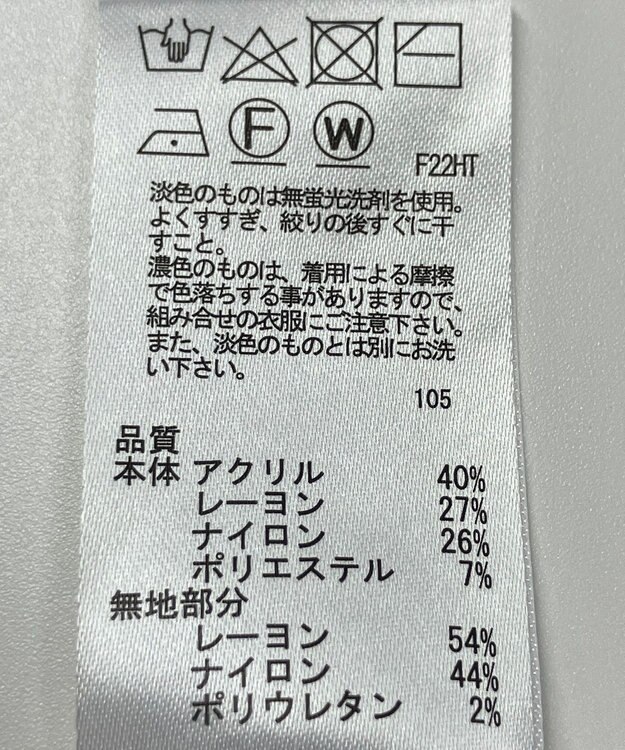 F W F22HT
淡色のものは無蛍光洗剤を使用。
よくすすぎ、絞りの後すぐに干
すこと。
濃色のものは、着用による摩擦
で色落ちする事がありますので、
組み合せの衣服にご注意下さい。
また、淡色のものとは別にお洗
い下さい。
105
品質
本体 アクリル 40%
レーヨン 27%
ナイロン 26%
ポリエステル 7%
無地部分
レーヨン 54%
ナイロン 44%
ポリウレタン 2%